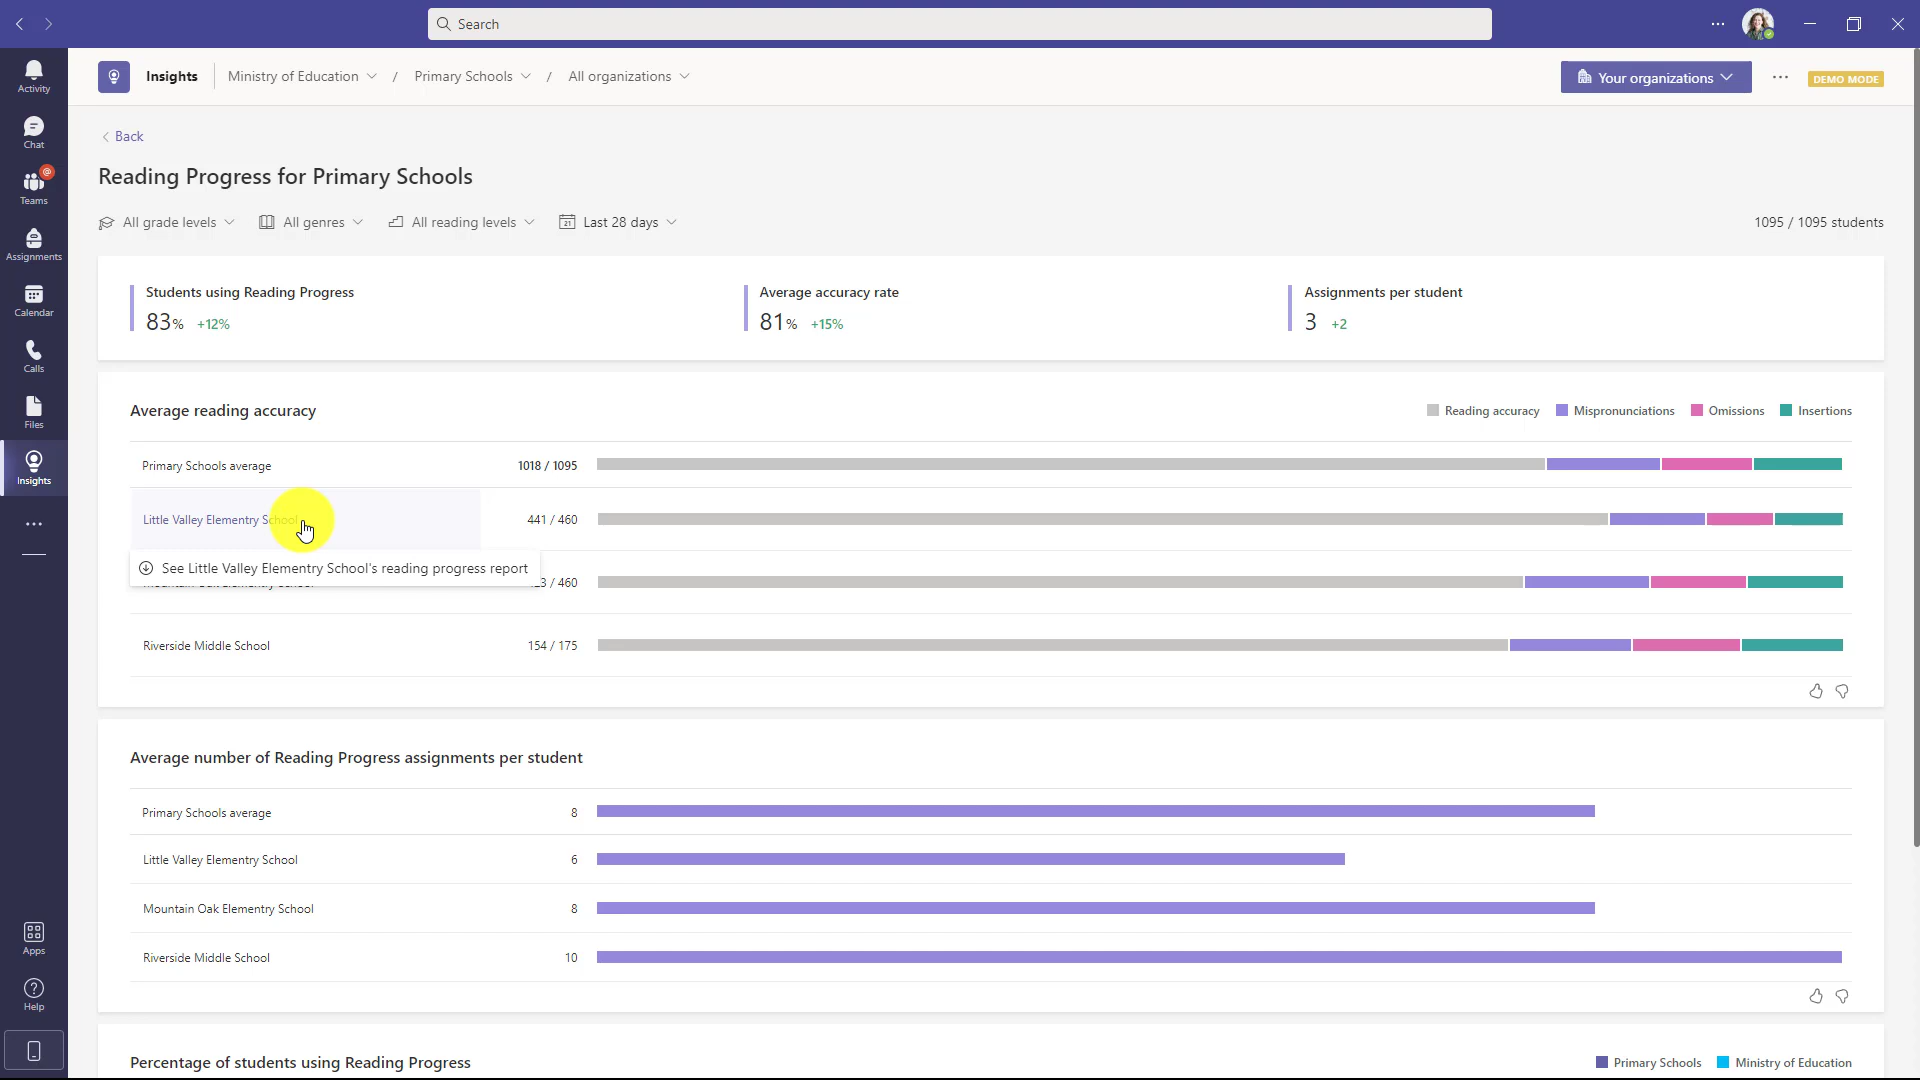 Search
Activity
Chat
@
Teams
Assignments
Calendar
Calls
Files
Insights
Apps
Help
Insights
Ministry of Education / Primary Schools / All organizations
Your organizations
DEMO MODE
Back
Reading Progress for Primary Schools
All grade levels All genres All reading levels 21 Last 28 days 1095 / 1095 students
Students using Reading Progress
83% +12%
Average accuracy rate
81% +15%
Assignments per student
3 +2
Average reading accuracy
Reading accuracy Mispronunciations Omissions Insertions
Primary Schools average 1018 / 1095
Little Valley Elementry School 441 / 460
See Little Valley Elementry School's reading progress report
3 / 460
Riverside Middle School 154 / 175
Average number of Reading Progress assignments per student
Primary Schools average 8
Little Valley Elementry School 6
Mountain Oak Elementry School 8
Riverside Middle School 10
Percentage of students using Reading Progress
Primary Schools Ministry of Education